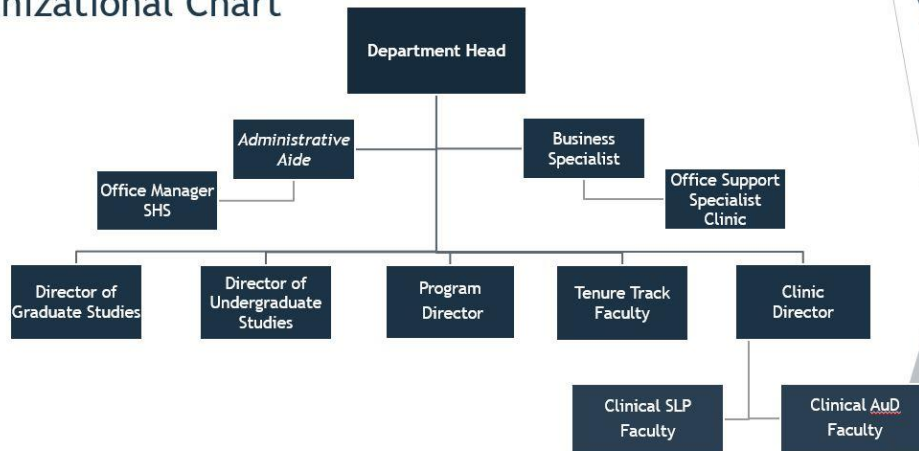 nizational Chart
Department Head
Administrative
Aide
Business
Specialist
Office Manager
SHS
Office Support
Specialist
Clinic
Director of
Graduate Studies
Director of
Undergraduate
Studies
Program
Director
Tenure Track
Faculty
Clinic
Director
Clinical SLP
Faculty
Clinical AuD
Faculty